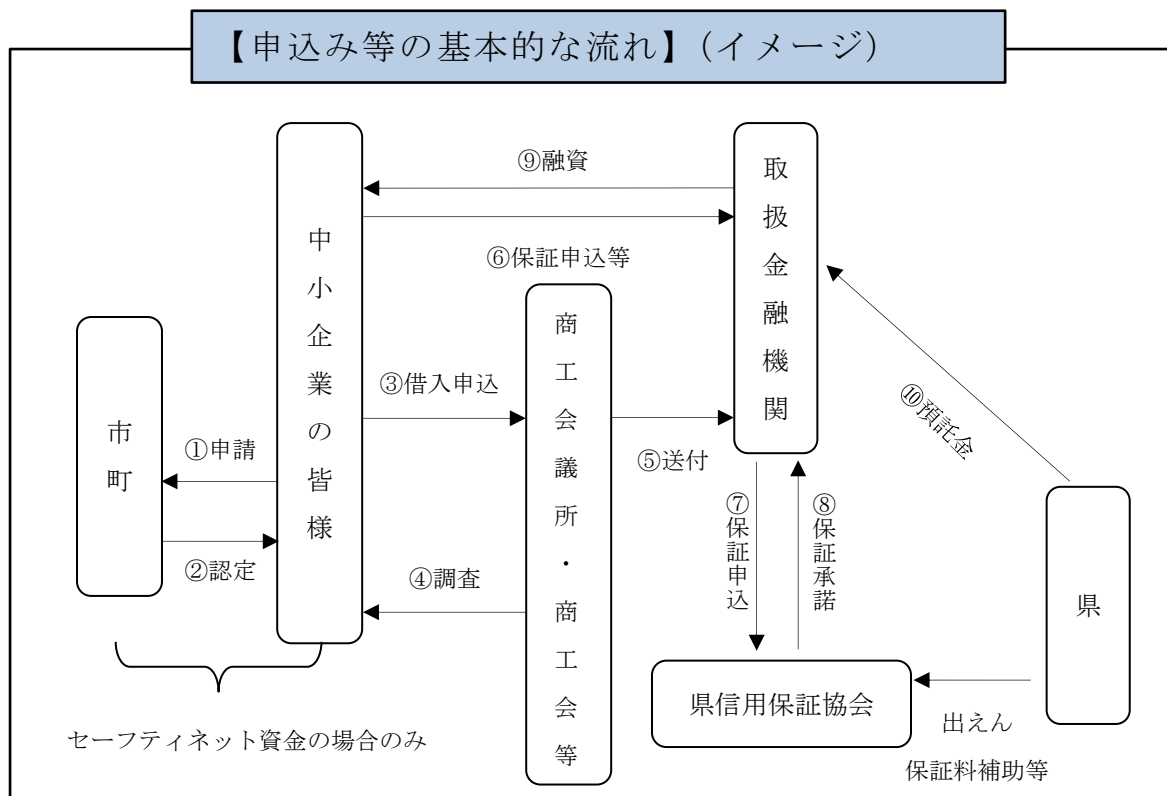 【申込み等の基本的な流れ】(イメージ)
⑨融資
取扱金融機関
中小企業の皆様
⑥保証申込等
商工会議所・商工会等
③借入申込
市町
①申請
②認定
④調査
⑤送付
⑩預託金
⑦保証申込
⑧保証承諾
県
県信用保証協会
出えん
保証料補助等
セーフティネット資金の場合のみ